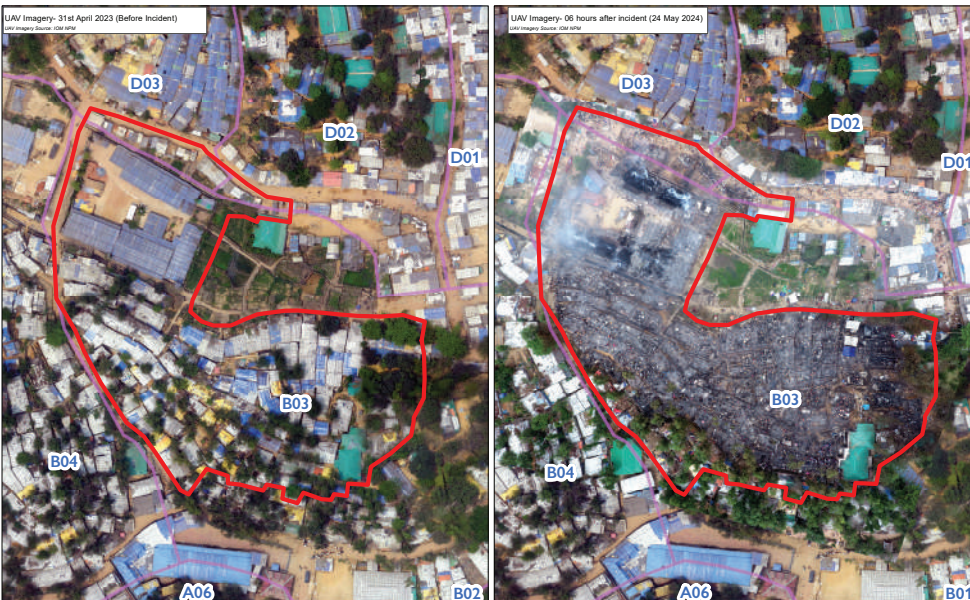 UAV Imagery- 31st April 2023 (Before Incident)
UAV Imagery Source: IOM NPM
D03
D02
D01
B03
B04
A06
B02
UAV Imagery- 06 hours after incident (24 May 2024)
UAV Imagery Source: IOM NPM
D03
D02
D01
B03
B04
A06
B01